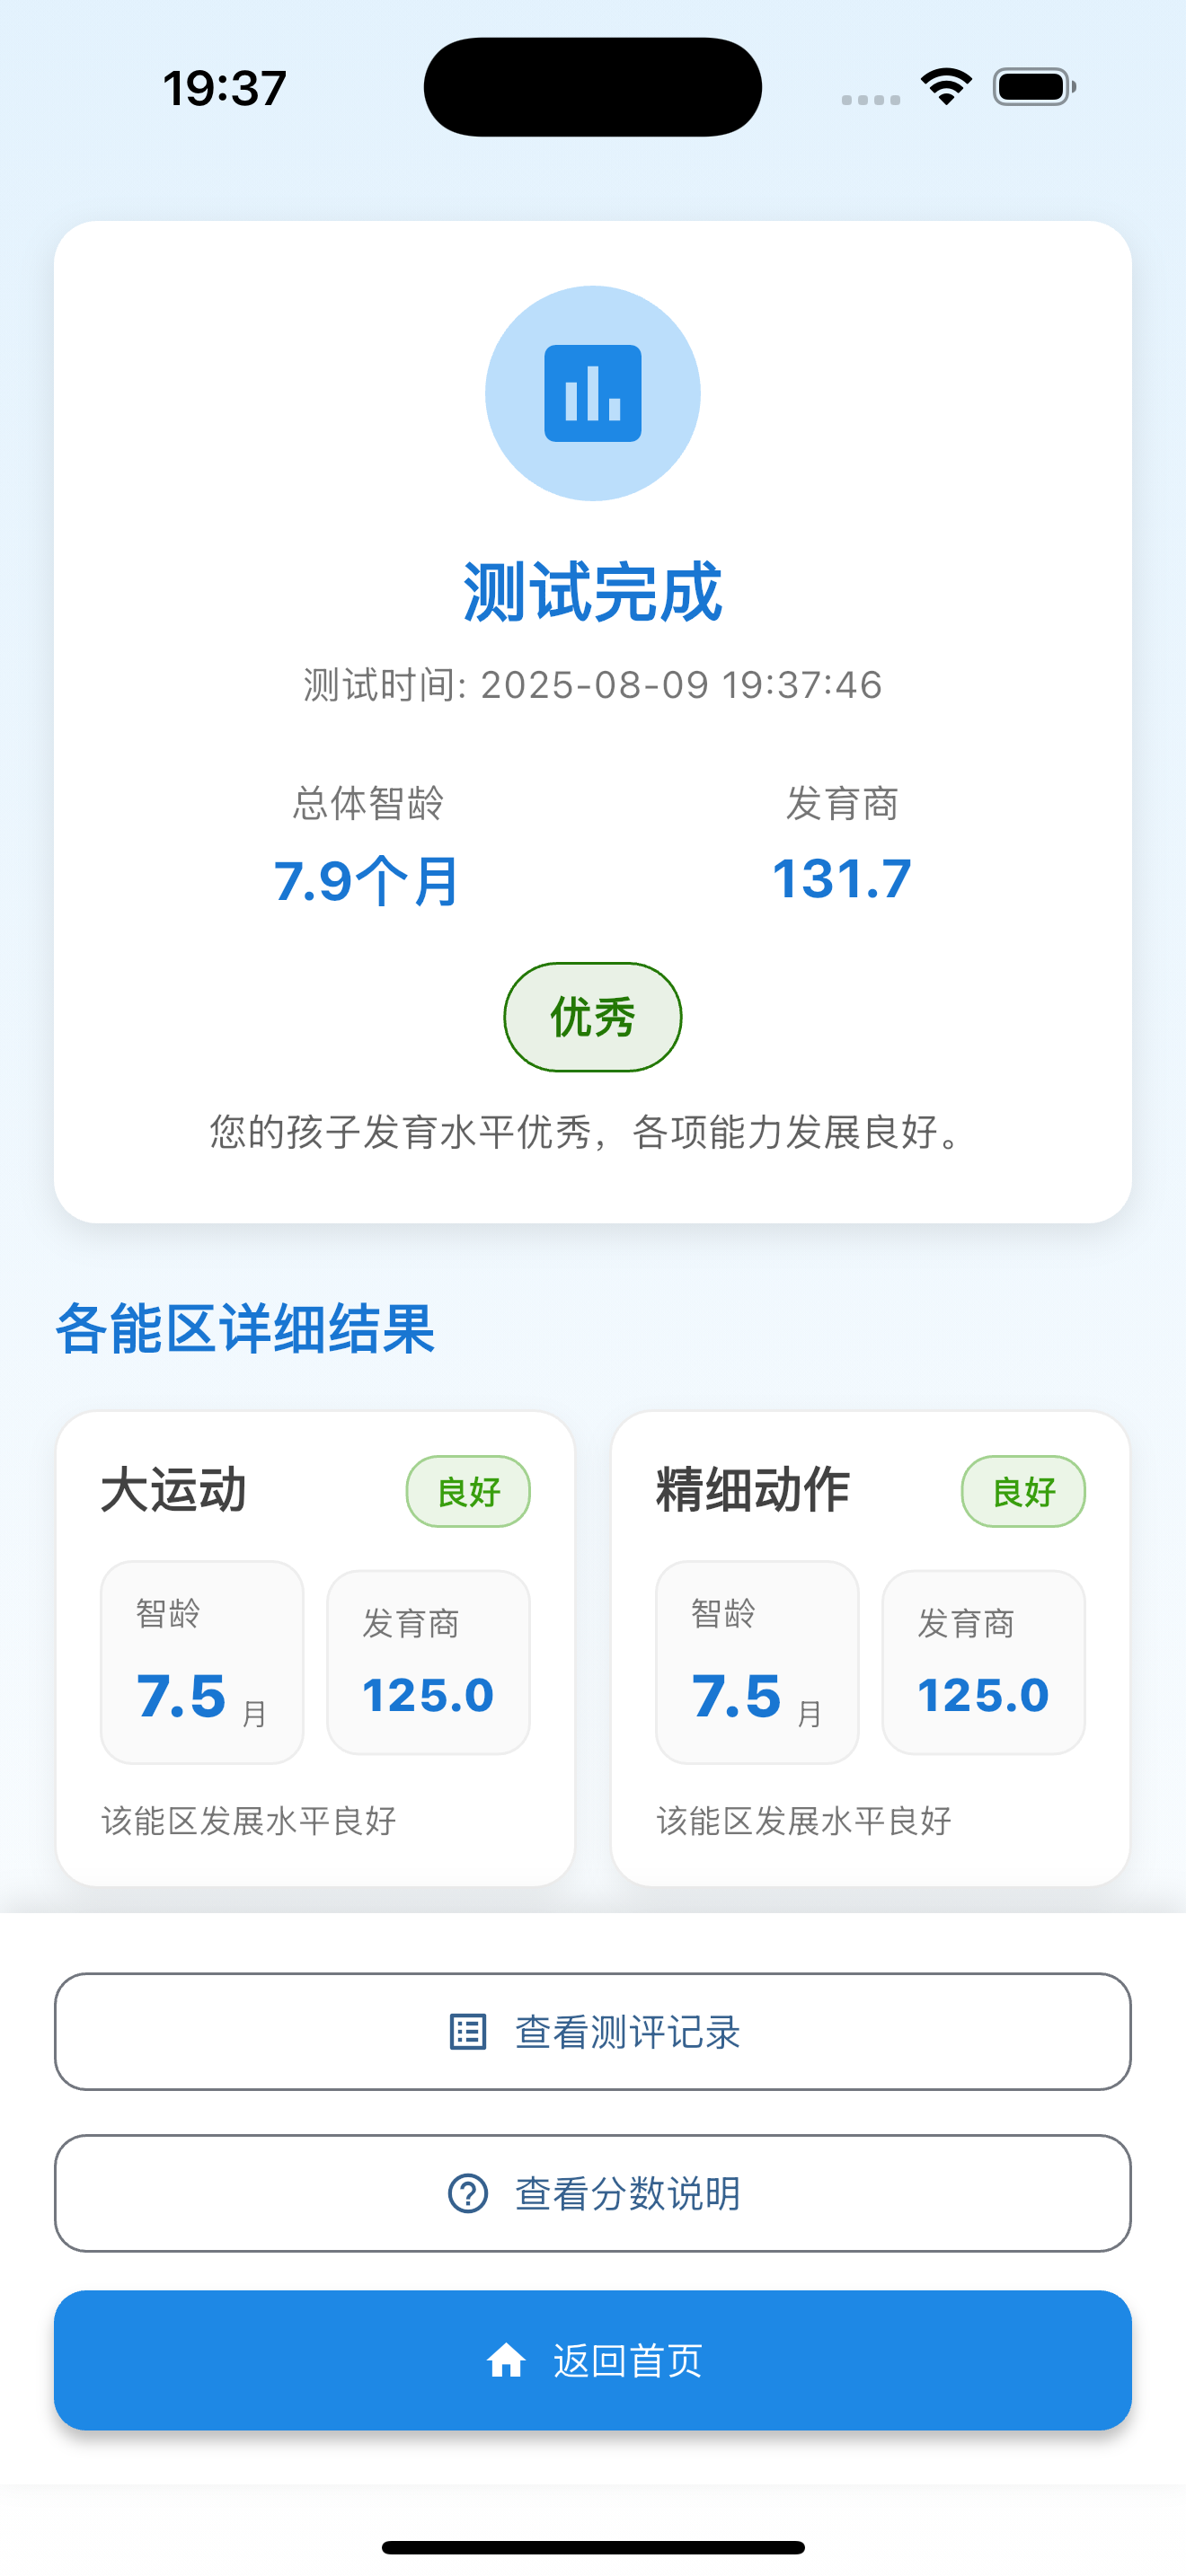 19:37
测试完成
测试时间: 2025-08-09 19:37:46
总体智龄 发育商
7.9个月 131.7
优秀
您的孩子发育水平优秀，各项能力发展良好。
各能区详细结果
大运动 良好
智龄 发育商
7.5 月 125.0
该能区发展水平良好
精细动作 良好
智龄 发育商
7.5 月 125.0
该能区发展水平良好
查看测评记录
查看分数说明
返回首页